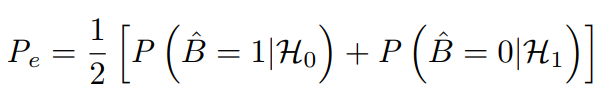 $P_e = \frac{1}{2} \left[ P\left( \hat{B} = 1 | \mathcal{H}_0 \right) + P\left( \hat{B} = 0 | \mathcal{H}_1 \right) \right]$